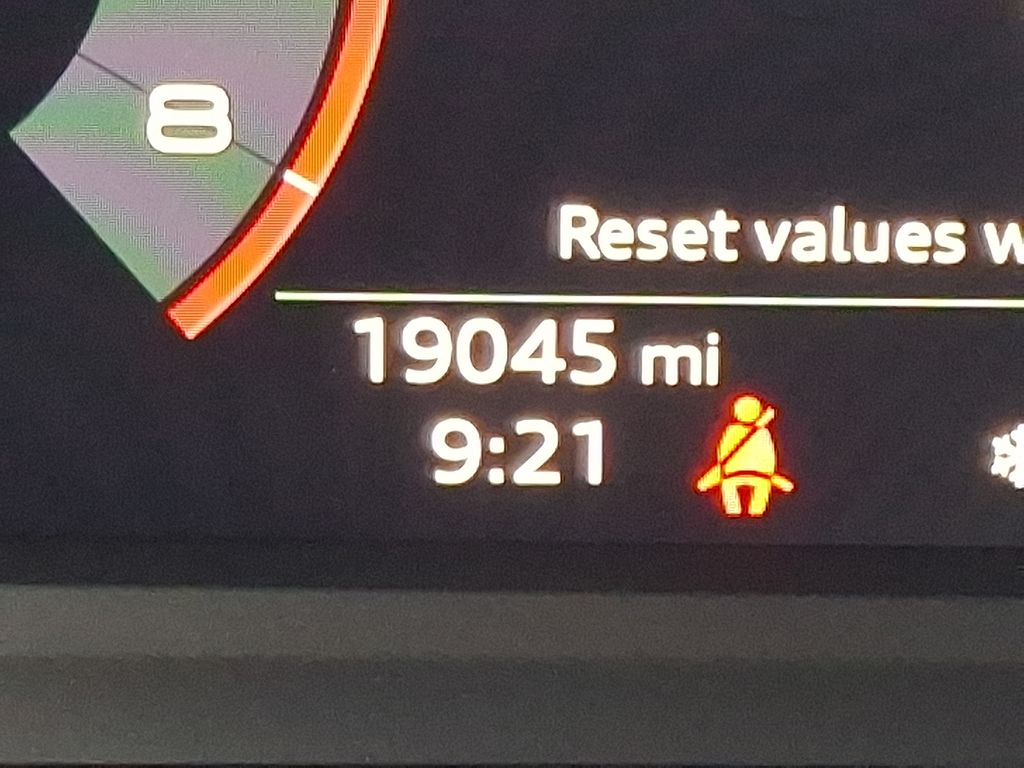 8
Reset values
19045 mi
9:21